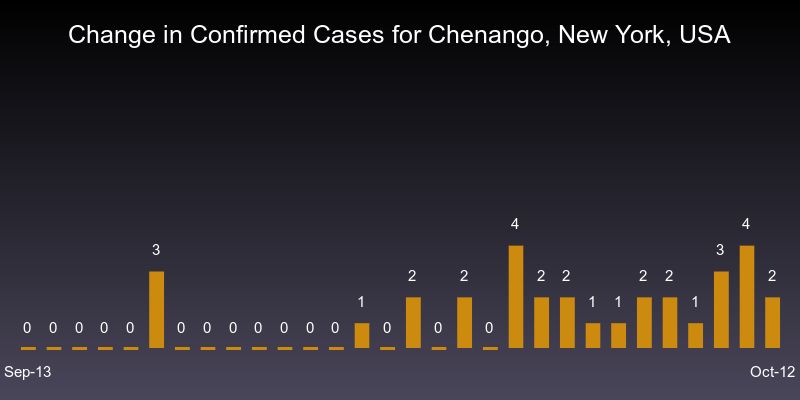 Change in Confirmed Cases for Chenango, New York, USA
0 0 0 0 0 3 0 0 0 0 0 0 0 1 0 2 0 2 0 4 2 2 1 1 2 2 1 3 4 2
Sep-13 Oct-12